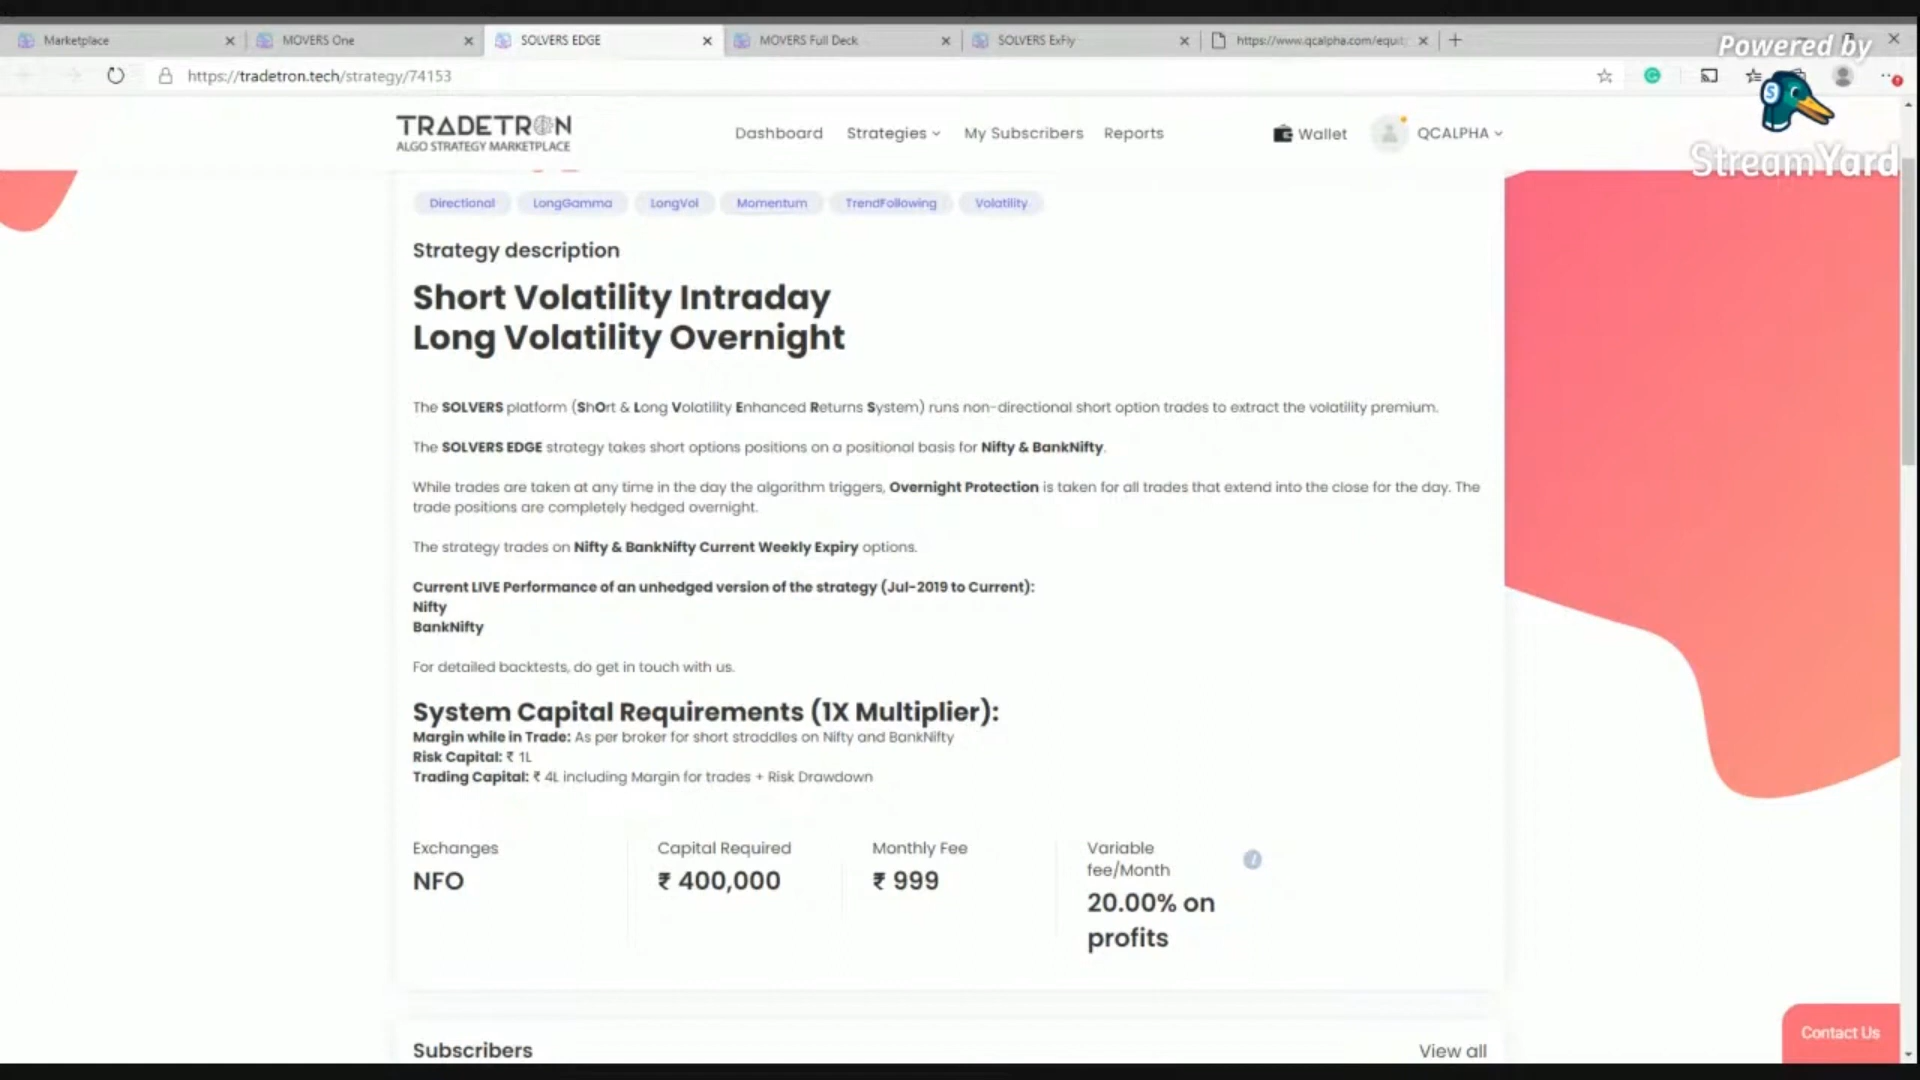 Marketplace
MOVERS One
SOLVERS EDGE
MOVERS Full Deck
SOLVERS ExFly
https://www.qcalpha.com/equit
Powered by
StreamYard
https://tradetron.tech/strategy/74153
TRADETRON
ALGO STRATEGY MARKETPLACE
Dashboard
Strategies
My Subscribers
Reports
Wallet
QCALPHA
Directional
LongGamma
LongVol
Momentum
TrendFollowing
Volatility
Strategy description
Short Volatility Intraday
Long Volatility Overnight
The SOLVERS platform (ShOrt & Long Volatility Enhanced Returns System) runs non-directional short option trades to extract the volatility premium.
The SOLVERS EDGE strategy takes short options positions on a positional basis for Nifty & BankNifty.
While trades are taken at any time in the day the algorithm triggers, Overnight Protection is taken for all trades that extend into the close for the day. The
trade positions are completely hedged overnight.
The strategy trades on Nifty & BankNifty Current Weekly Expiry options.
Current LIVE Performance of an unhedged version of the strategy (Jul-2019 to Current):
Nifty
BankNifty
For detailed backtests, do get in touch with us.
System Capital Requirements (1X Multiplier):
Margin while in Trade: As per broker for short straddles on Nifty and BankNifty
Risk Capital: ₹ 1L
Trading Capital: ₹ 4L including Margin for trades + Risk Drawdown
Exchanges
NFO
Capital Required
₹ 400,000
Monthly Fee
₹ 999
Variable
fee/Month
20.00% on
profits
Subscribers
View all
Contact Us